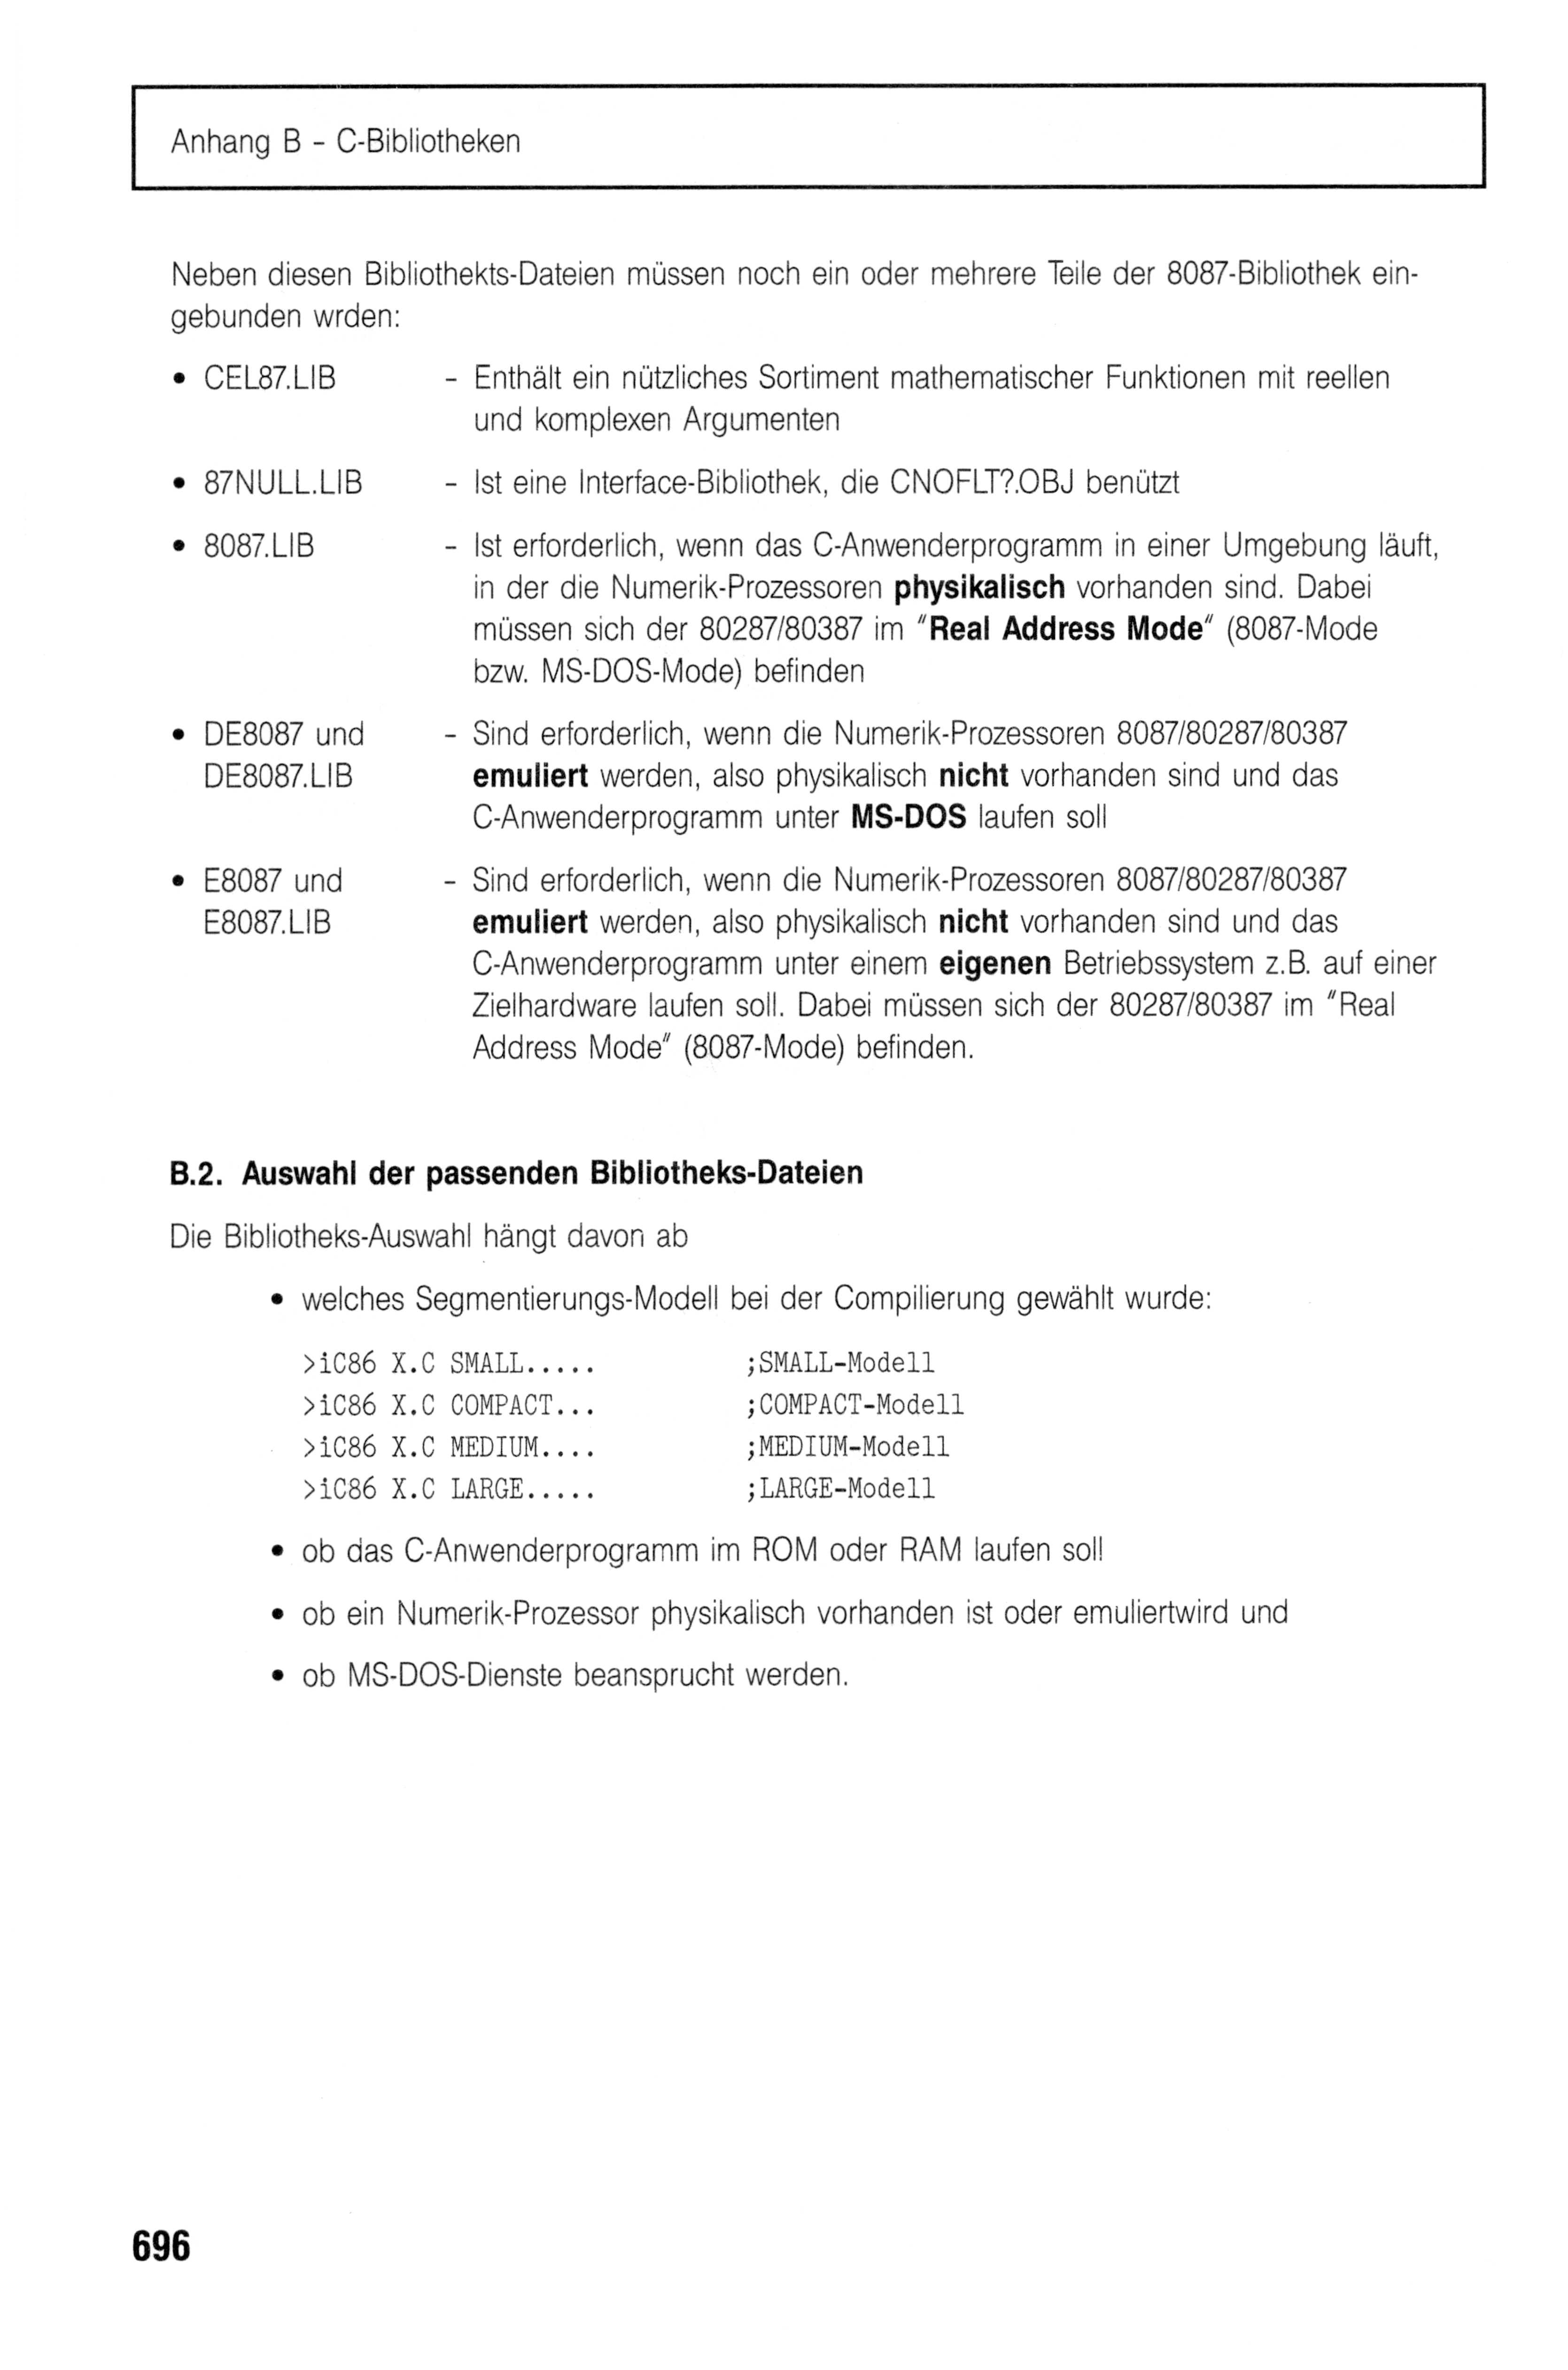 Anhang B - C-Bibliotheken
Neben diesen Bibliothekts-Dateien müssen noch ein oder mehrere Teile der 8087-Bibliothek ein-
gebunden wrden:
• CEL87.LIB - Enthält ein nützliches Sortiment mathematischer Funktionen mit reellen
und komplexen Argumenten
• 87NULL.LIB - Ist eine Interface-Bibliothek, die CNOFLT?.OBJ benützt
• 8087.LIB - Ist erforderlich, wenn das C-Anwenderprogramm in einer Umgebung läuft,
in der die Numerik-Prozessoren physikalisch vorhanden sind. Dabei
müssen sich der 80287/80387 im "Real Address Mode" (8087-Mode
bzw. MS-DOS-Mode) befinden
• DE8087 und - Sind erforderlich, wenn die Numerik-Prozessoren 8087/80287/80387
DE8087.LIB emuliert werden, also physikalisch nicht vorhanden sind und das
C-Anwenderprogramm unter MS-DOS laufen soll
• E8087 und - Sind erforderlich, wenn die Numerik-Prozessoren 8087/80287/80387
E8087.LIB emuliert werden, also physikalisch nicht vorhanden sind und das
C-Anwenderprogramm unter einem eigenen Betriebssystem z.B. auf einer
Zielhardware laufen soll. Dabei müssen sich der 80287/80387 im "Real
Address Mode" (8087-Mode) befinden.
B.2. Auswahl der passenden Bibliotheks-Dateien
Die Bibliotheks-Auswahl hängt davon ab
• welches Segmentierungs-Modell bei der Compilierung gewählt wurde:
>iC86 X.C SMALL..... ;SMALL-Modell
>iC86 X.C COMPACT... ;COMPACT-Modell
>iC86 X.C MEDIUM.... ;MEDIUM-Modell
>iC86 X.C LARGE..... ;LARGE-Modell
• ob das C-Anwenderprogramm im ROM oder RAM laufen soll
• ob ein Numerik-Prozessor physikalisch vorhanden ist oder emuliertwird und
• ob MS-DOS-Dienste beansprucht werden.
696